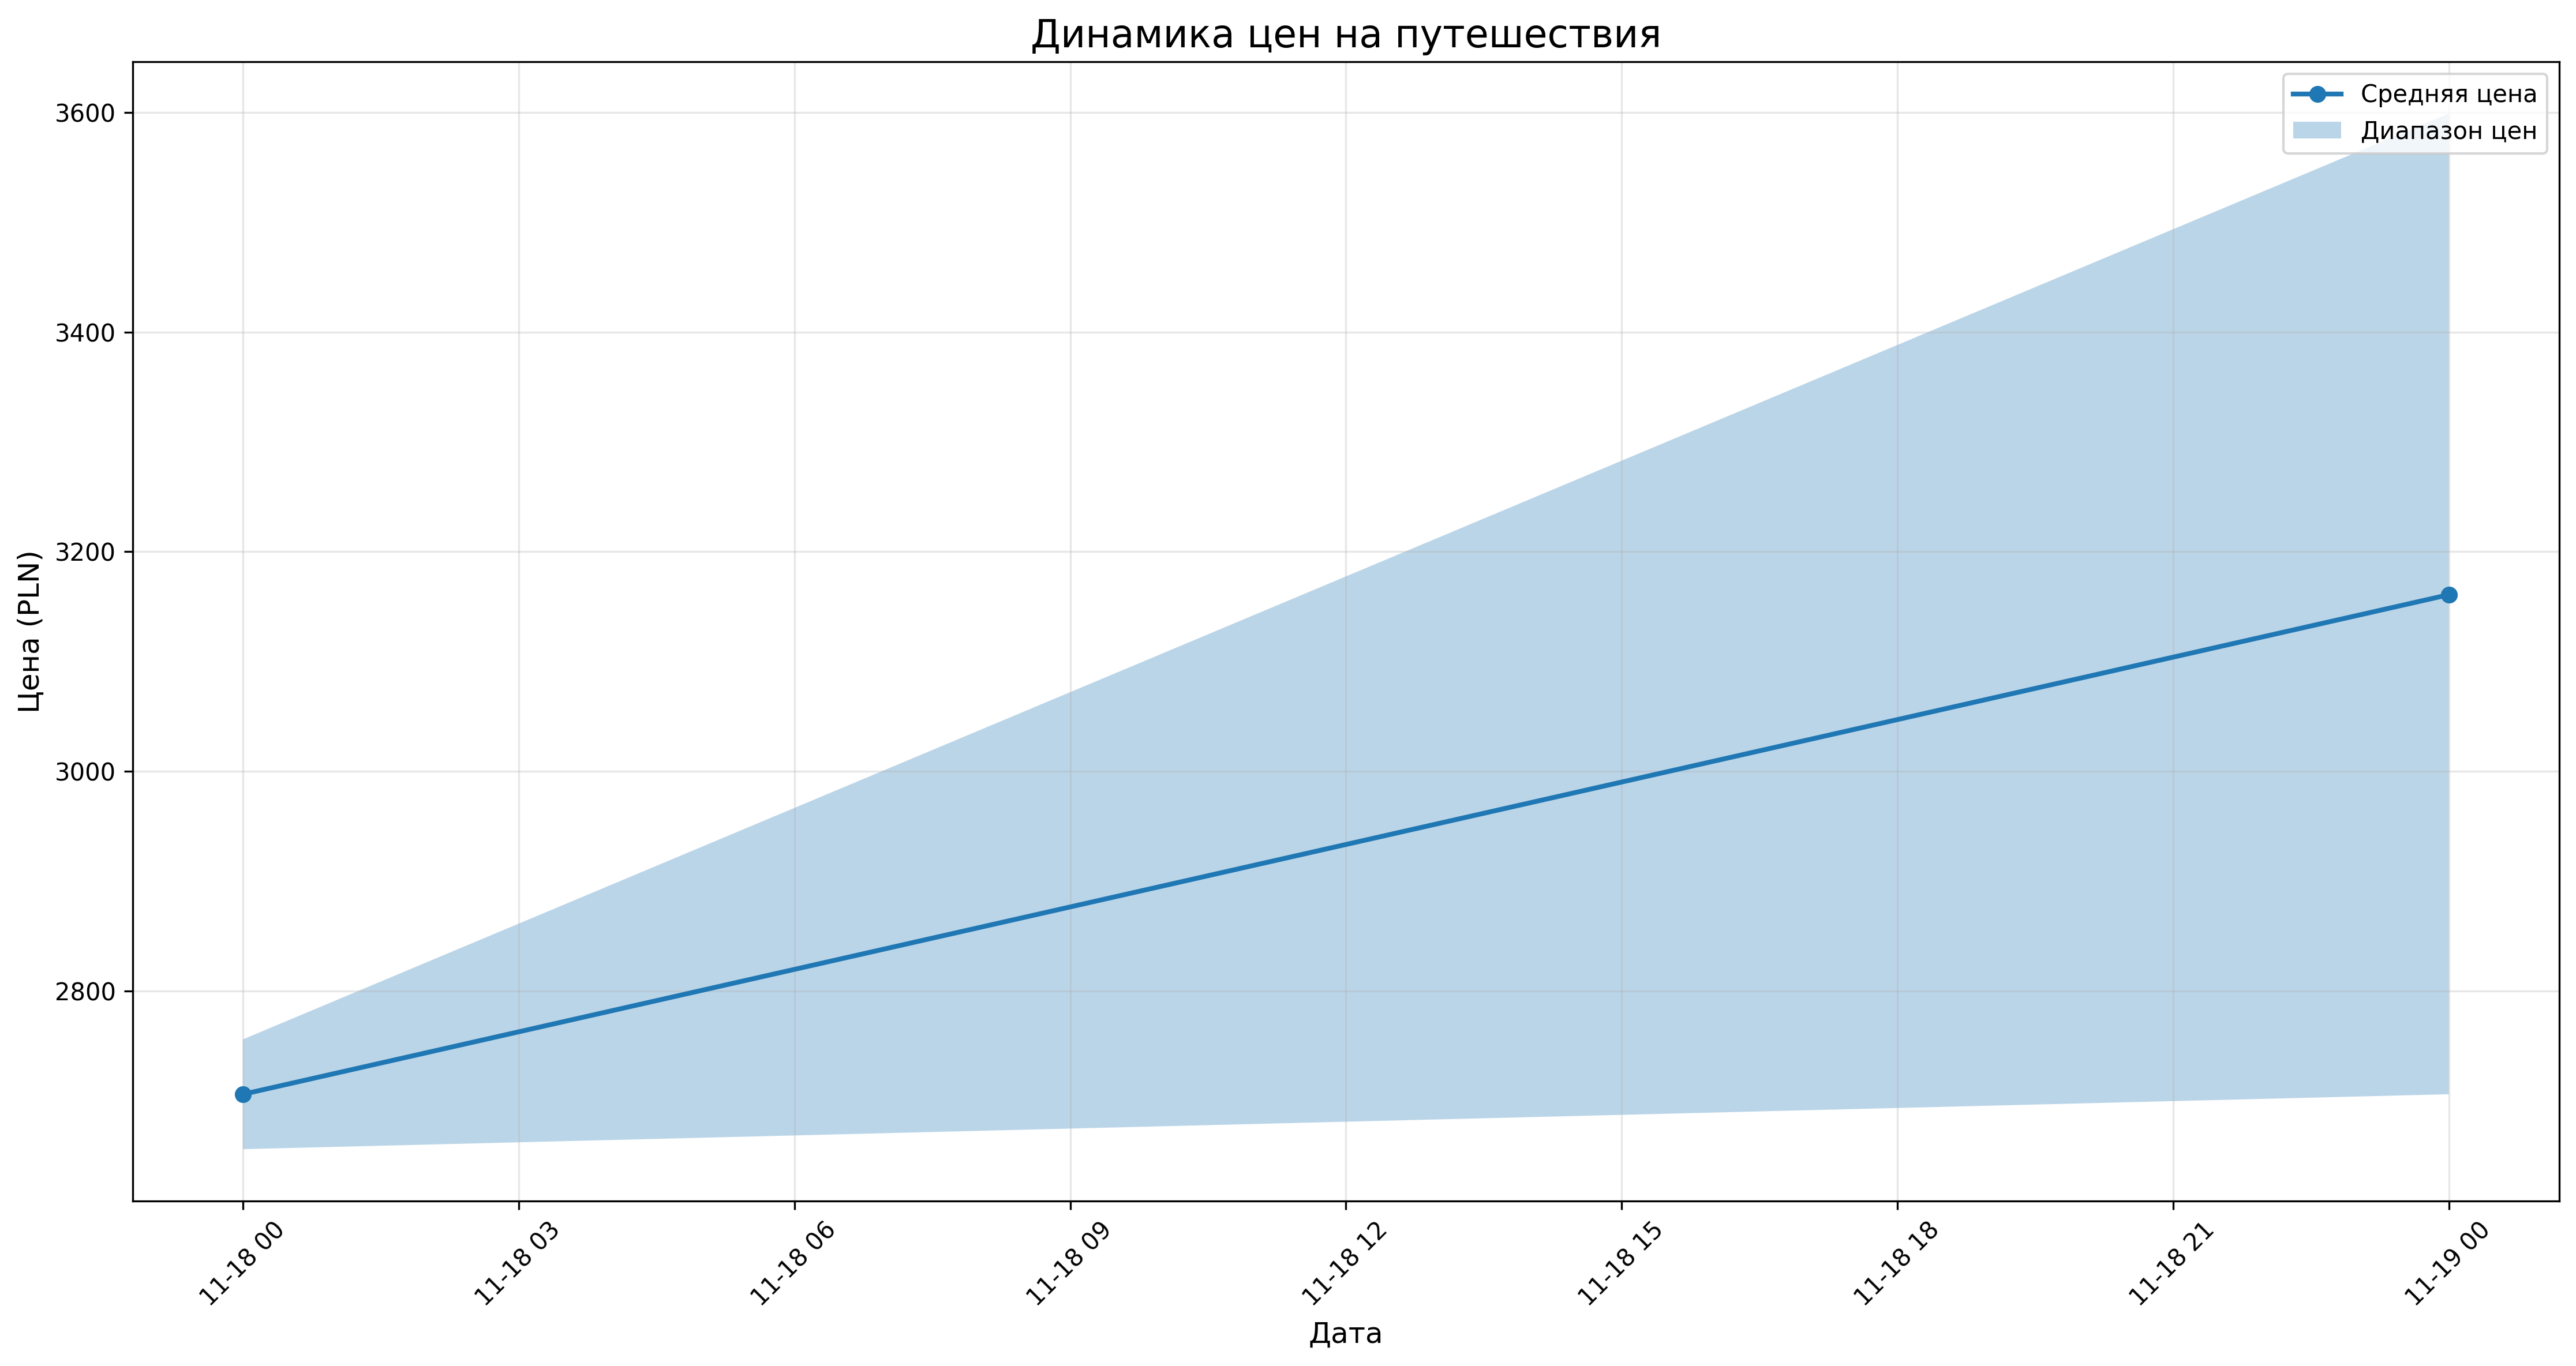 Динамика цен на путешествия
Средняя цена
Диапазон цен
Цена (PLN)
3600
3400
3200
3000
2800
11-18 00
11-18 03
11-18 06
11-18 09
11-18 12
11-18 15
11-18 18
11-18 21
11-19 00
Дата